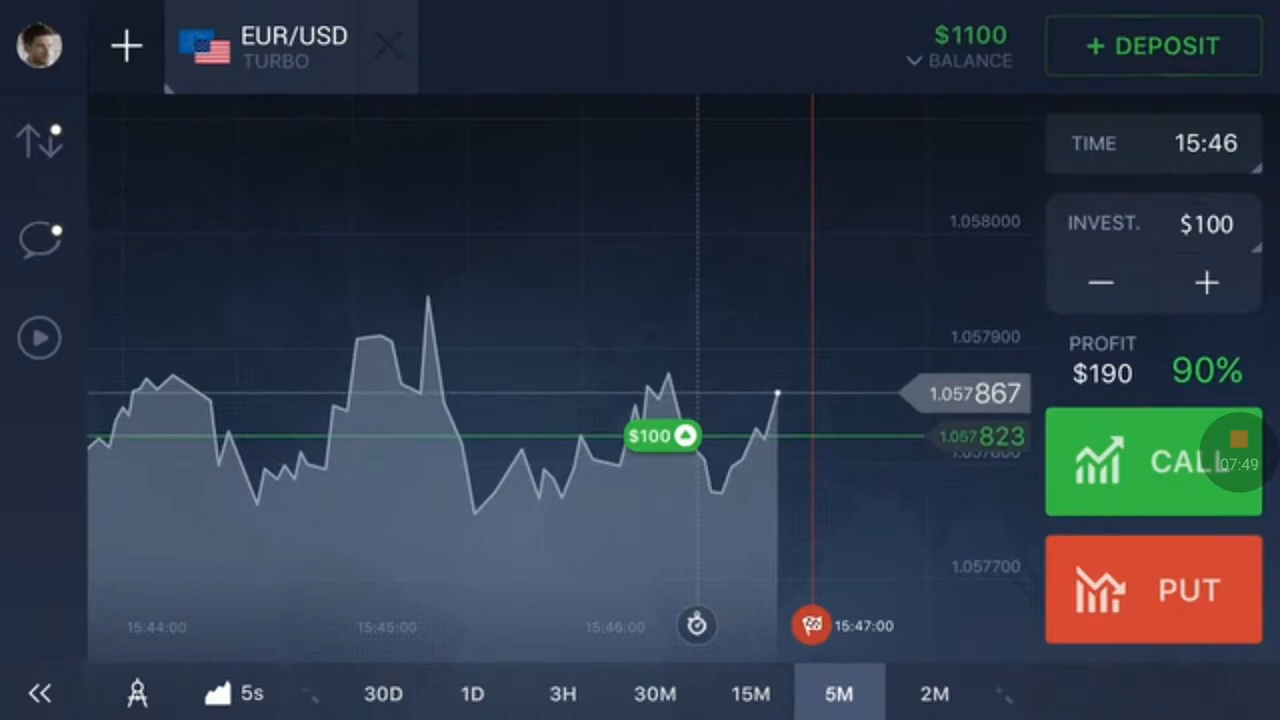 EUR/USD
TURBO
$1100
BALANCE
+ DEPOSIT
TIME 15:46
INVEST. $100
PROFIT
$190 90%
CALL
07:49
PUT
1.058000
1.057900
1.057867
1.057823
1.057800
1.057700
$100
15:44:00 15:45:00 15:46:00 15:47:00
5s 30D 1D 3H 30M 15M 5M 2M